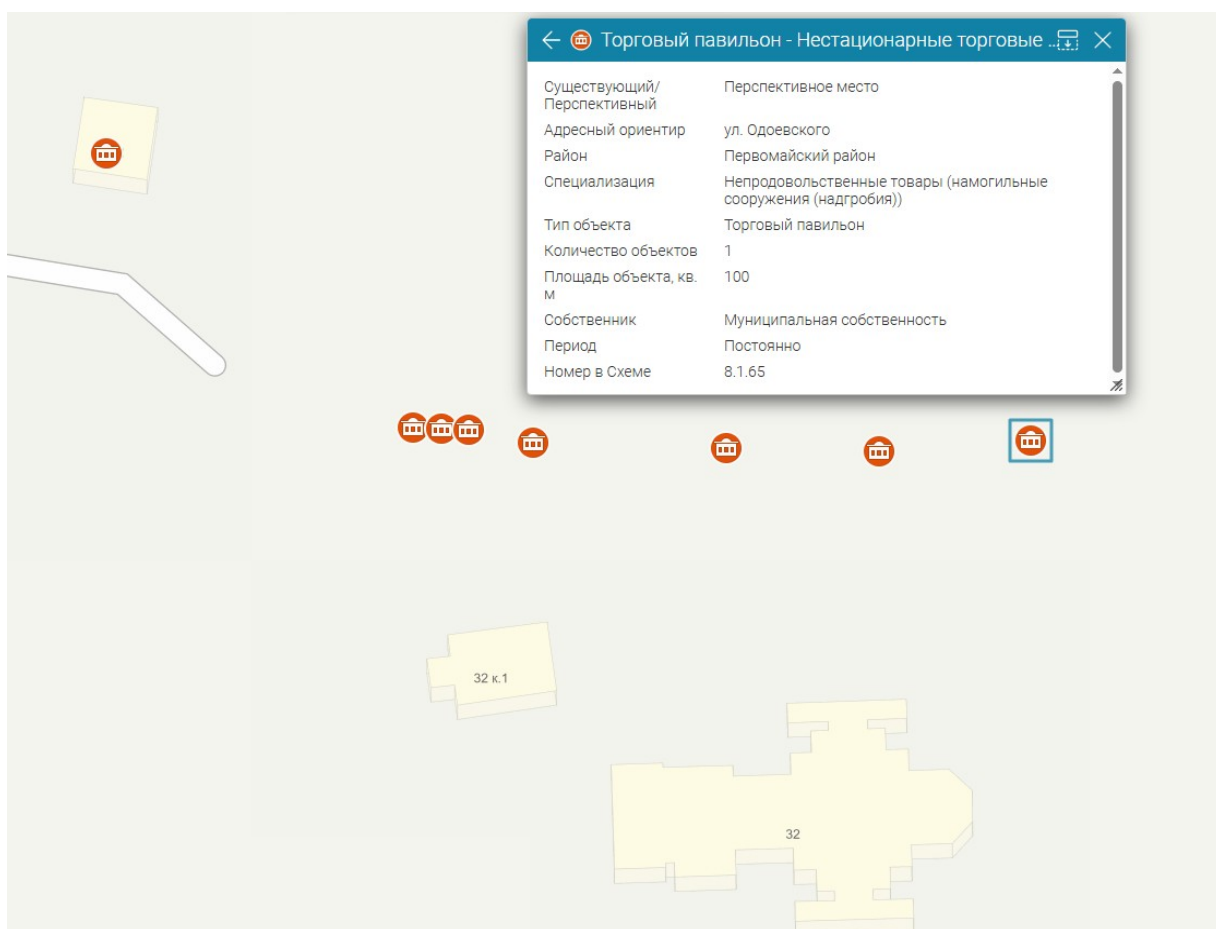 Торговый павильон - Нестационарные торговые ...
Существующий/ Перспективное место
Перспективный
Адресный ориентир ул. Одоевского
Район Первомайский район
Специализация Непродовольственные товары (намогильные
сооружения (надгробия))
Тип объекта Торговый павильон
Количество объектов 1
Площадь объекта, кв. 100
м
Собственник Муниципальная собственность
Период Постоянно
Номер в Схеме 8.1.65
32 к.1
32